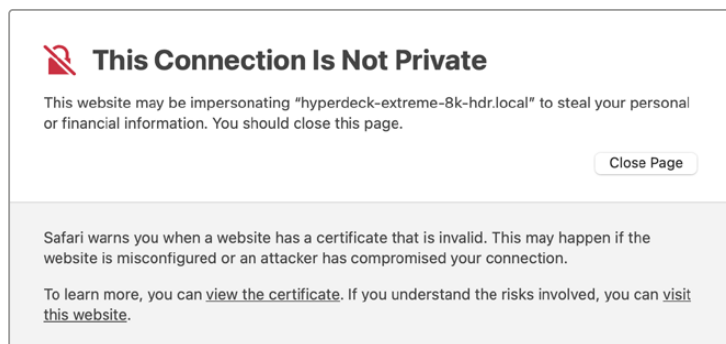 This Connection Is Not Private
This website may be impersonating “hyperdeck-extreme-8k-hdr.local” to steal your personal
or financial information. You should close this page.
Close Page
Safari warns you when a website has a certificate that is invalid. This may happen if the
website is misconfigured or an attacker has compromised your connection.
To learn more, you can view the certificate. If you understand the risks involved, you can visit
this website.